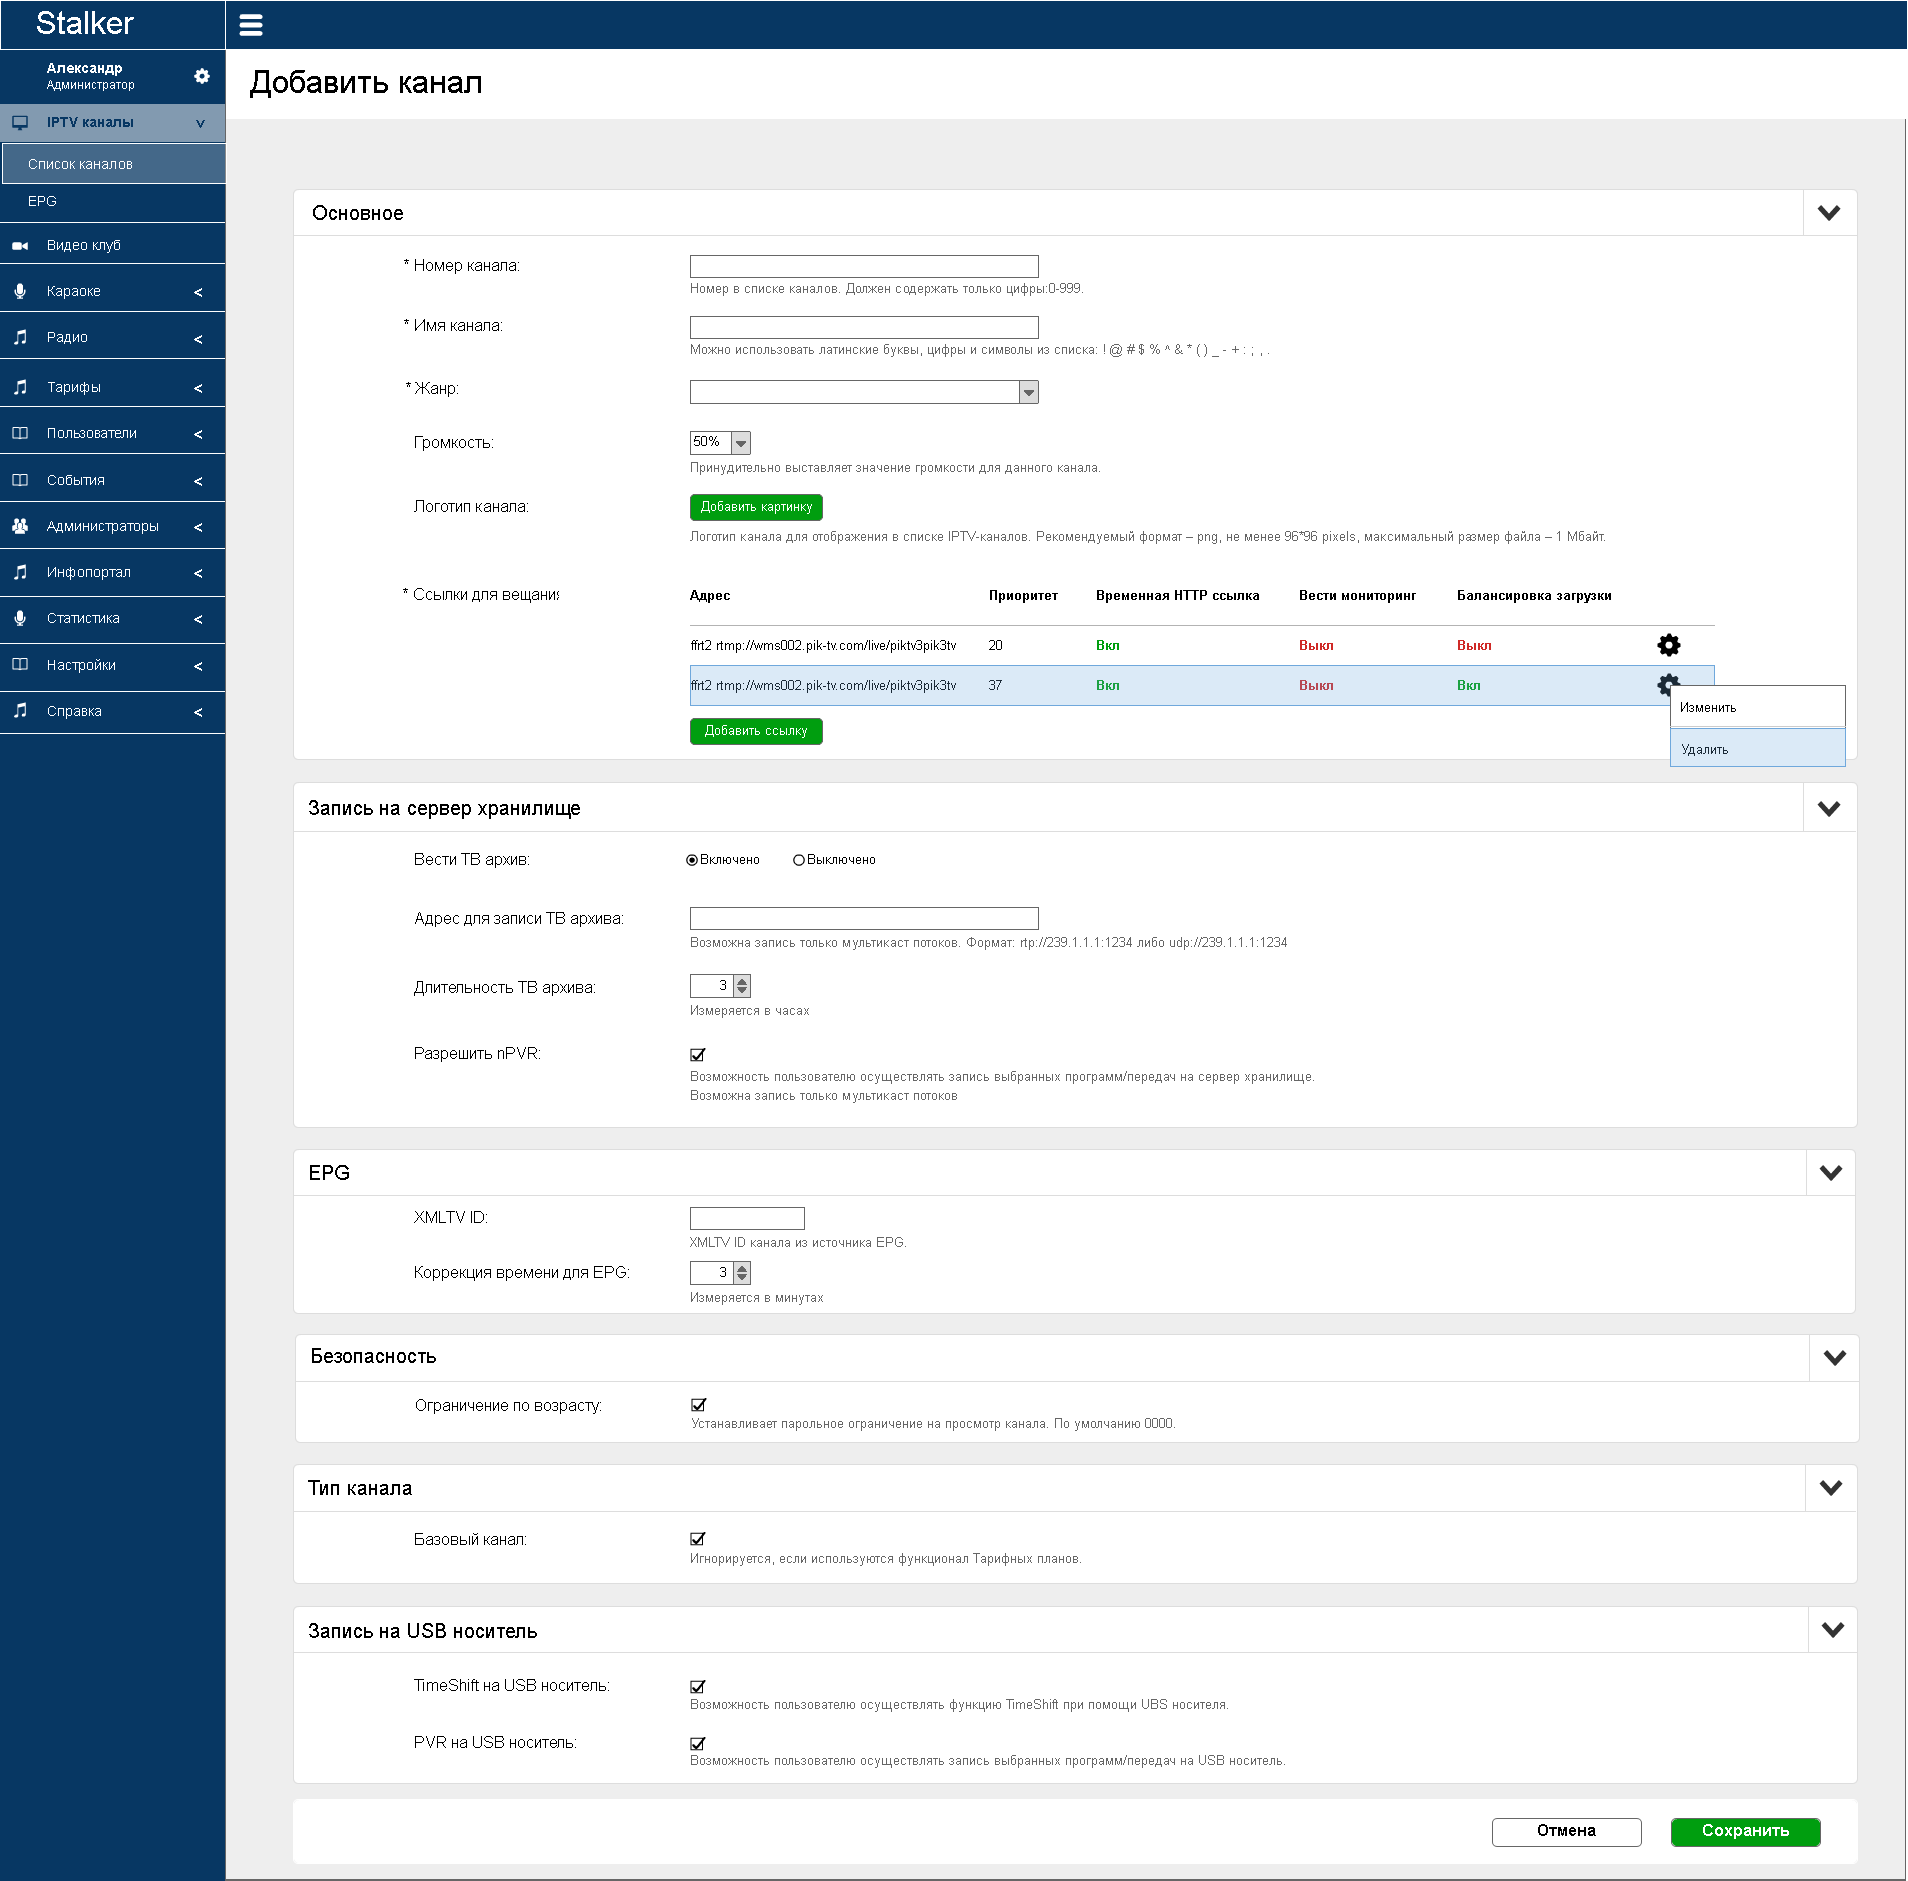 Stalker
Александр
Администратор
IPTV каналы
Список каналов
EPG
Видео клуб
Караоке
Радио
Тарифы
Пользователи
События
Администраторы
Инфопортал
Статистика
Настройки
Справка
Добавить канал
Основное
* Номер канала:
Номер в списке каналов. Должен содержать только цифры:0-999.
* Имя канала:
Можно использовать латинские буквы, цифры и символы из списка: ! @ # $ % ^ & * ( ) _ - + : ; , .
* Жанр:
Громкость: 50%
Принудительно выставляет значение громкости для данного канала.
Логотип канала: Добавить картинку
Логотип канала для отображения в списке IPTV-каналов. Рекомендуемый формат – png, не менее 96*96 pixels, максимальный размер файла – 1 Мбайт.
* Ссылки для вещания Адрес Приоритет Временная HTTP ссылка Вести мониторинг Балансировка загрузки
ffrt2 rtmp://wms002.pik-tv.com/live/piktv3pik3tv 20 Вкл Выкл Выкл
ffrt2 rtmp://wms002.pik-tv.com/live/piktv3pik3tv 37 Вкл Выкл Вкл
Изменить
Удалить
Добавить ссылку
Запись на сервер хранилище
Вести ТВ архив: Включено Выключено
Адрес для записи ТВ архива:
Возможна запись только мультикаст потоков. Формат: rtp://239.1.1.1:1234 либо udp://239.1.1.1:1234
Длительность ТВ архива: 3
Измеряется в часах
Разрешить nPVR:
Возможность пользователю осуществлять запись выбранных программ/передач на сервер хранилище.
Возможна запись только мультикаст потоков
EPG
XMLTV ID:
XMLTV ID канала из источника EPG.
Коррекция времени для EPG: 3
Измеряется в минутах
Безопасность
Ограничение по возрасту:
Устанавливает парольное ограничение на просмотр канала. По умолчанию 0000.
Тип канала
Базовый канал:
Игнорируется, если используются функционал Тарифных планов.
Запись на USB носитель
TimeShift на USB носитель:
Возможность пользователю осуществлять функцию TimeShift при помощи UBS носителя.
PVR на USB носитель:
Возможность пользователю осуществлять запись выбранных программ/передач на USB носитель.
Отмена Сохранить